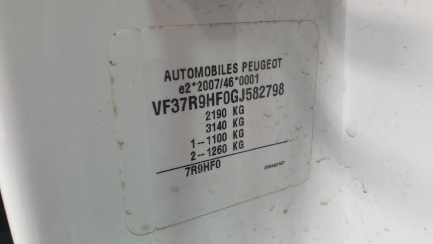 AUTOMOBILES PEUGEOT
e2*2007/46*0001
VF37R9HF0GJ582798
2190 KG
3140 KG
1--1100 KG
2--1260 KG
7R9HF0